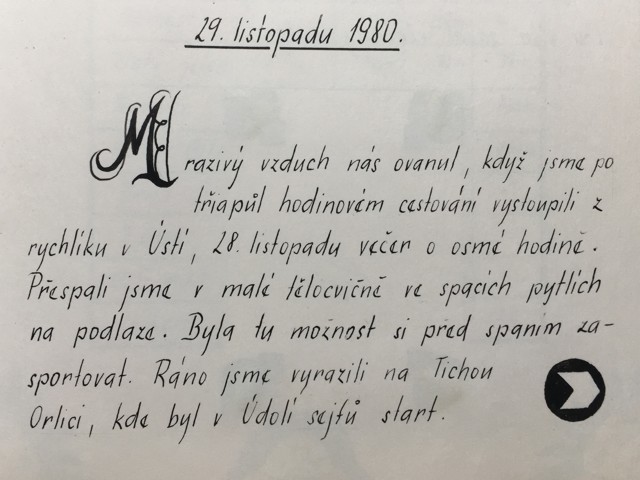 29. listopadu 1980.
Mrazivý vzduch nás ovanul, když jsme po
třiapůl hodinovém cestování vystoupili z
rychlíku v Ústí, 28. listopadu večer o osmé hodině.
Přespali jsme v malé tělocvičně ve spacích pytlích
na podlaze. Byla tu možnost si před spaním za-
sportovat. Ráno jsme vyrazili na Tichou
Orlici, kde byl v Údolí sejfů start.